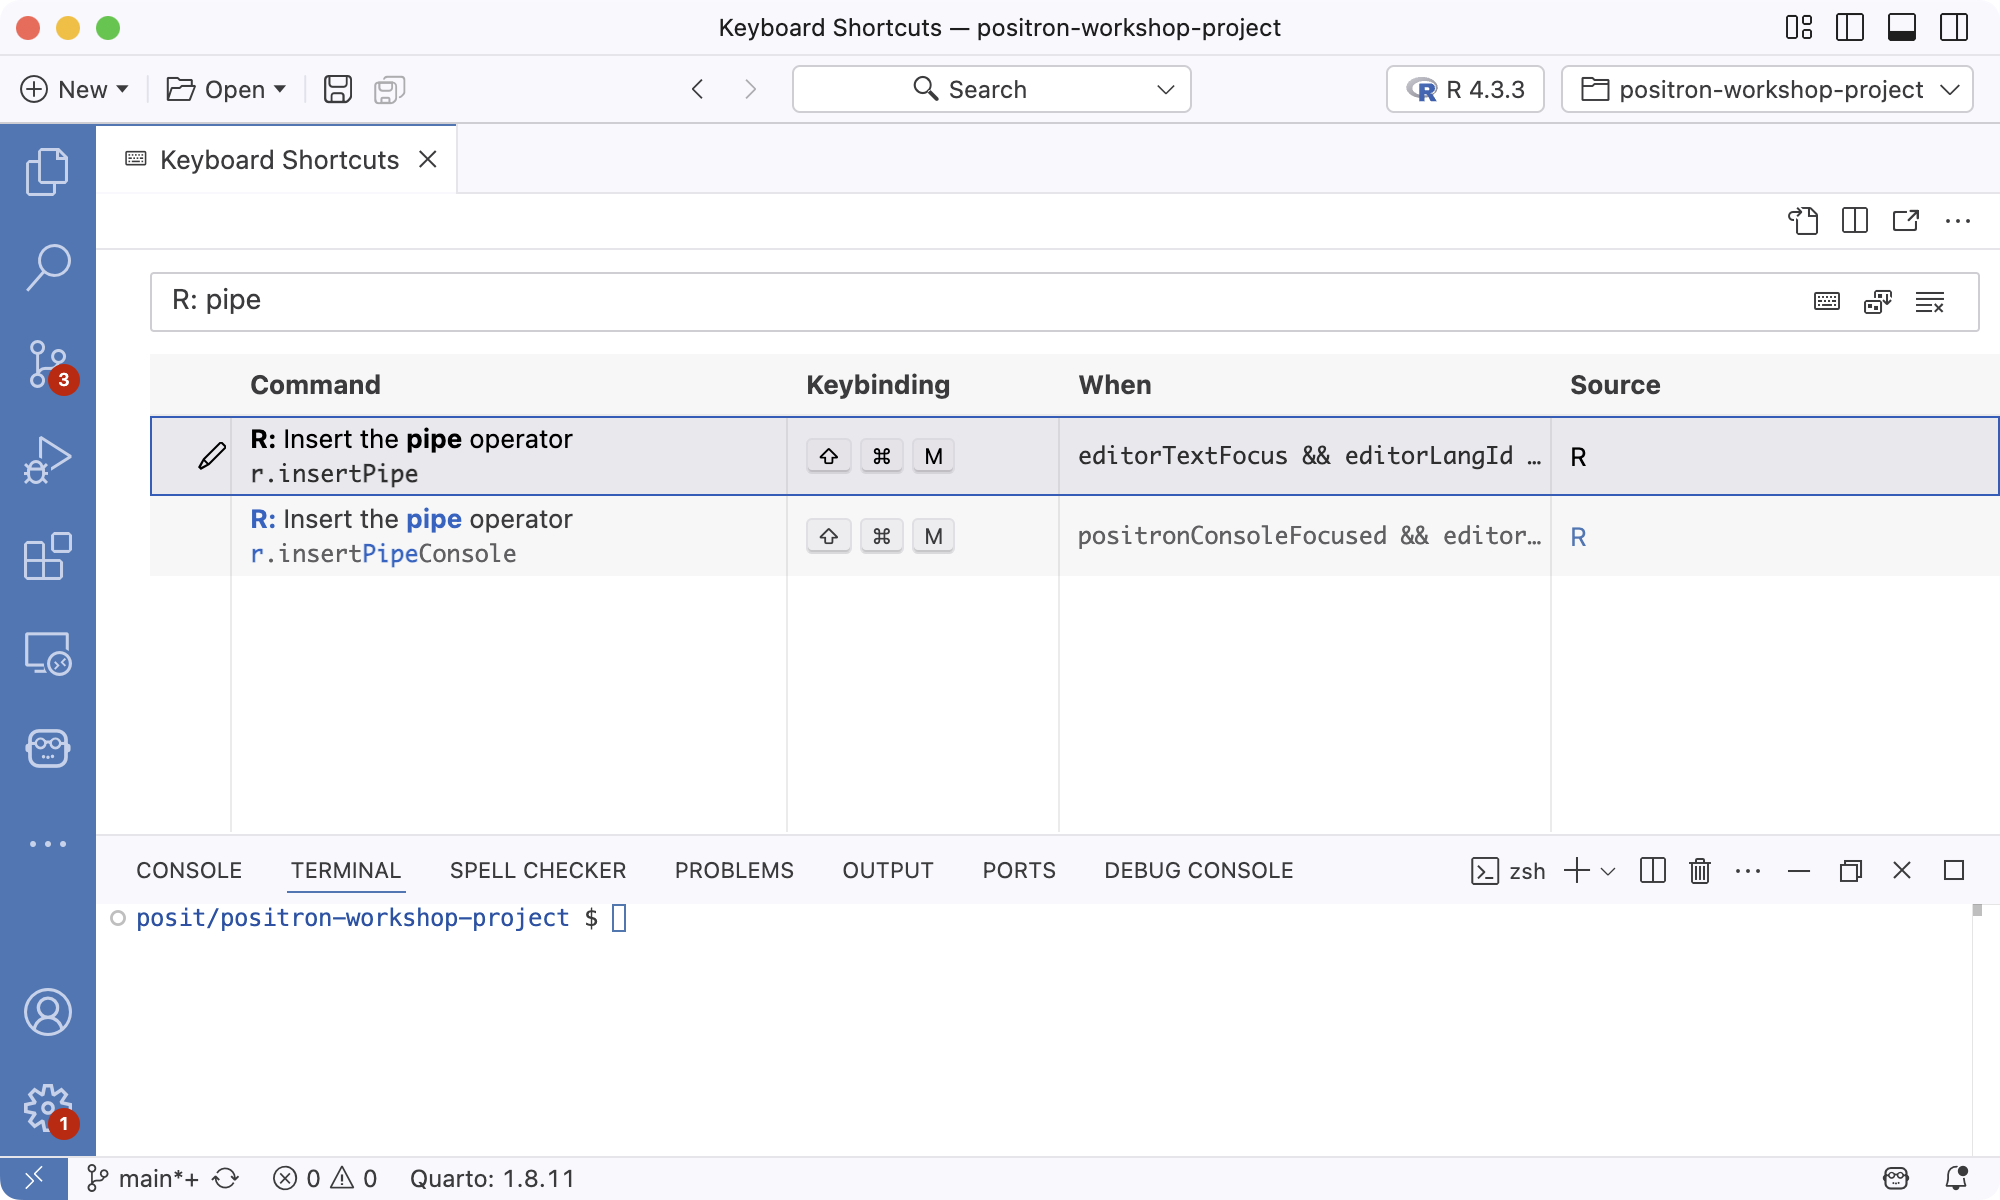 Keyboard Shortcuts — positron-workshop-project
New
Open
Search
R 4.3.3
positron-workshop-project
Keyboard Shortcuts
R: pipe
Command
Keybinding
When
Source
R: Insert the pipe operator
r.insertPipe
⇧ ⌘ M
editorTextFocus && editorLangId …
R
R: Insert the pipe operator
r.insertPipeConsole
⇧ ⌘ M
positronConsoleFocused && editor…
R
3
1
CONSOLE
TERMINAL
SPELL CHECKER
PROBLEMS
OUTPUT
PORTS
DEBUG CONSOLE
zsh
posit/positron-workshop-project $
main*+
0
0
Quarto: 1.8.11